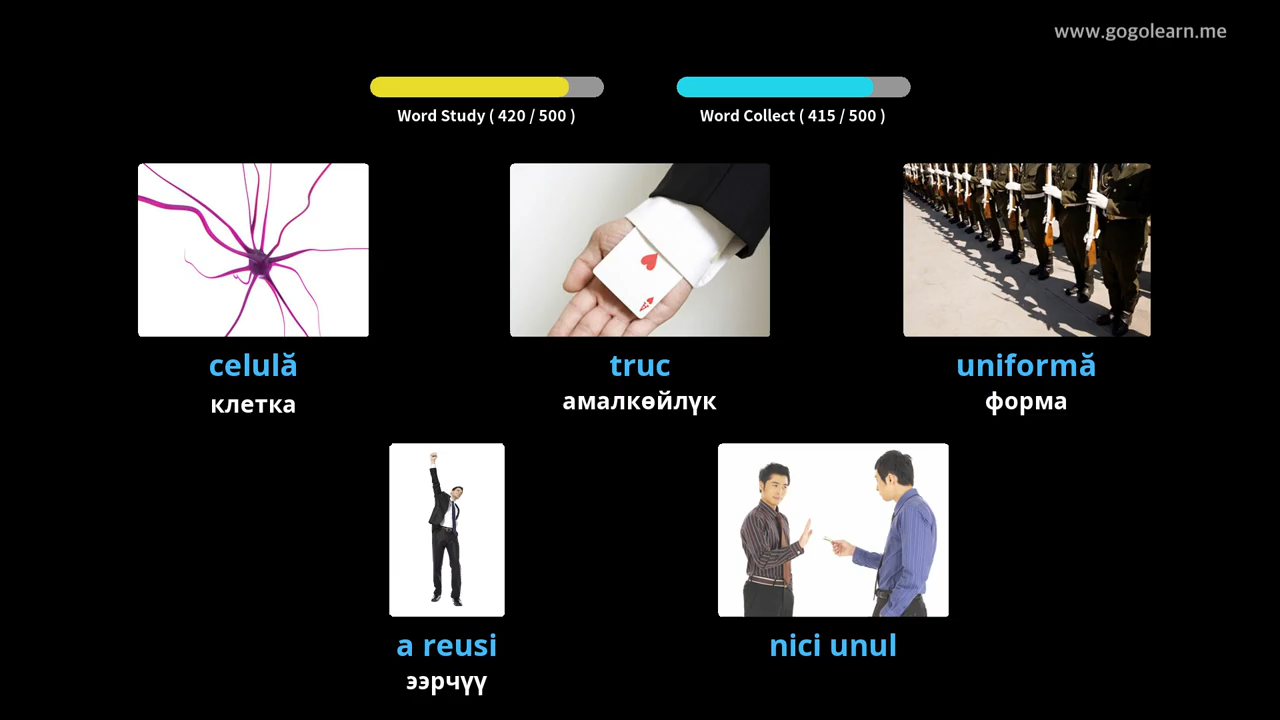 www.gogolearn.me
Word Study ( 420 / 500 )
Word Collect ( 415 / 500 )
celulă
клетка
truc
амалкөйлүк
uniformă
форма
a reusi
ээрчүү
nici unul